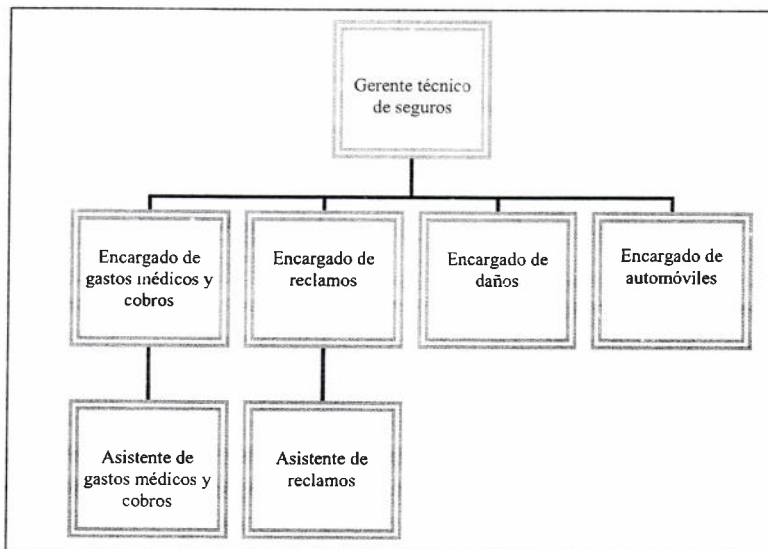 Gerente técnico
de seguros
Encargado de
gastos médicos y
cobros
Encargado de
reclamos
Encargado de
daños
Encargado de
automóviles
Asistente de
gastos médicos y
cobros
Asistente de
reclamos